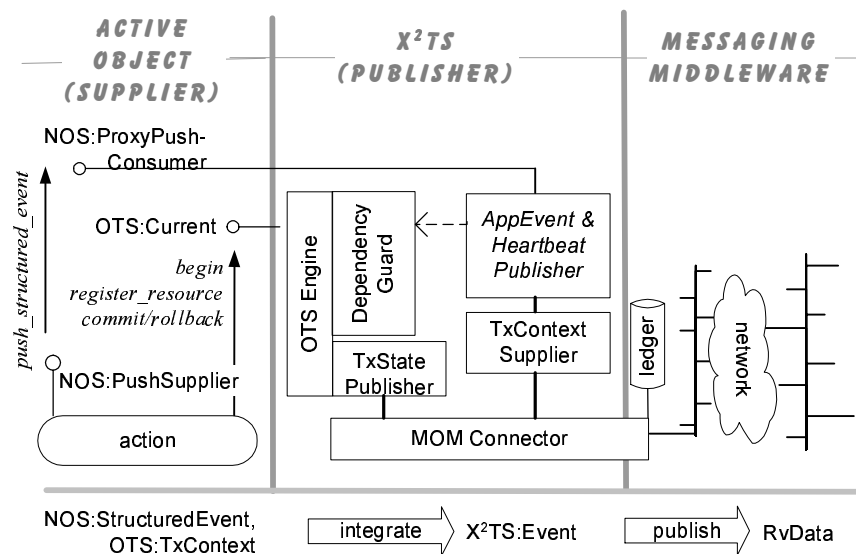 ACTIVE
OBJECT
(SUPPLIER)
X²TS
(PUBLISHER)
MESSAGING
MIDDLEWARE
NOS:ProxyPush-
Consumer
push_structured_event
OTS:Current
begin
register_resource
commit/rollback
NOS:PushSupplier
action
OTS Engine
Dependency
Guard
AppEvent &
Heartbeat
Publisher
TxState
Publisher
TxContext
Supplier
MOM Connector
ledger
network
NOS:StructuredEvent,
OTS:TxContext
integrate
X²TS:Event
publish
RvData